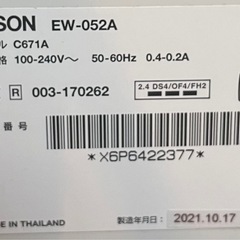 SON EW-052A
ル C671A
格 100-240V～ 50-60Hz 0.4-0.2A
R 003-170262
2.4 DS4/OF4/FH2
番号
*X6P6422377*
DE IN THAILAND
製造年月日: 2021.10.17